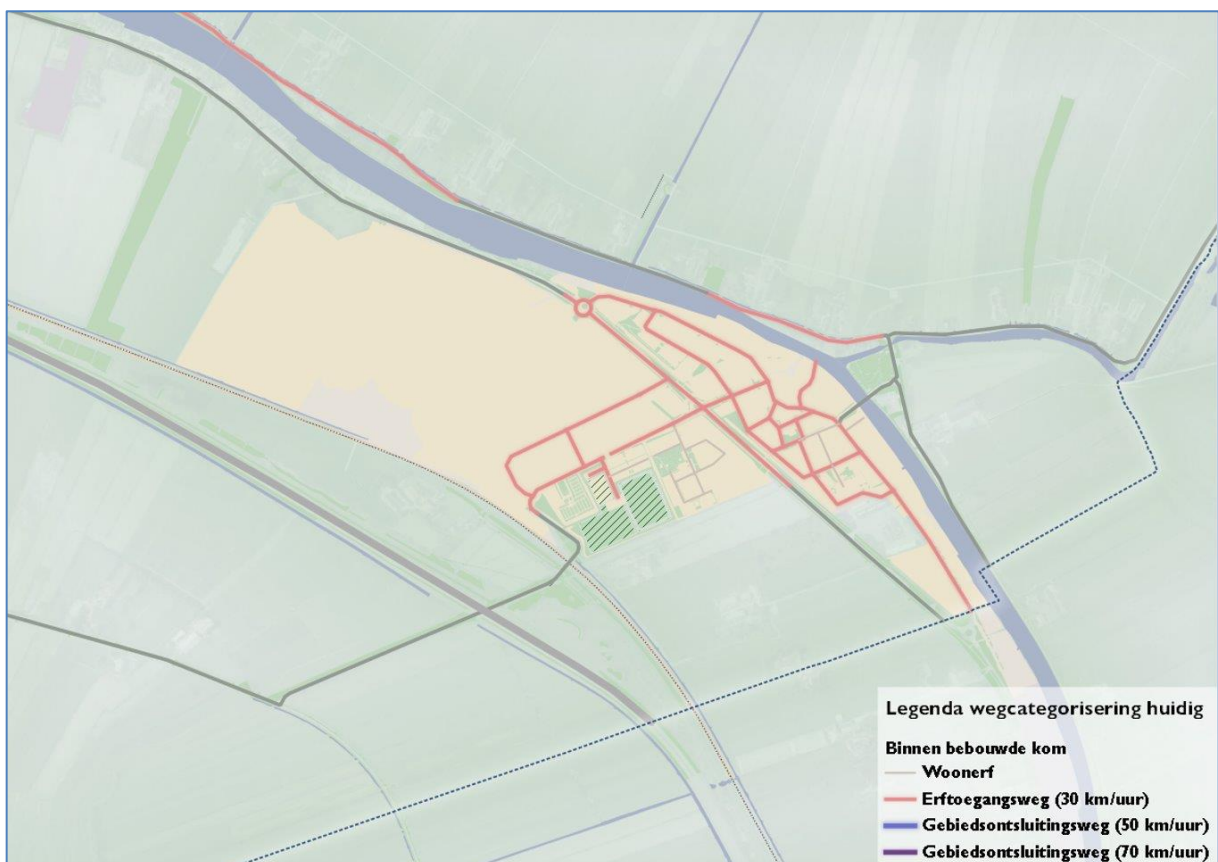 Legenda wegcategorisering huidig
Binnen bebouwde kom
Woonerf
Erftoegangsweg (30 km/uur)
Gebiedsontsluitingsweg (50 km/uur)
Gebiedsontsluitingsweg (70 km/uur)